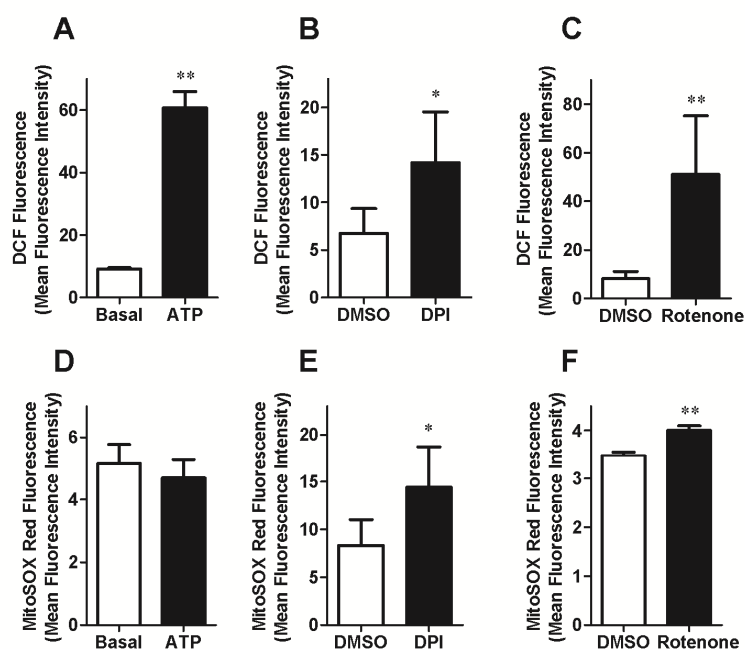 A
DCF Fluorescence
(Mean Fluorescence Intensity)
60
40
20
0
**
Basal ATP
B
DCF Fluorescence
(Mean Fluorescence Intensity)
20
15
10
5
0
*
DMSO DPI
C
DCF Fluorescence
(Mean Fluorescence Intensity)
80
60
40
20
0
**
DMSO Rotenone
D
MitoSOX Red Fluorescence
(Mean Fluorescence Intensity)
6
4
2
0
Basal ATP
E
MitoSOX Red Fluorescence
(Mean Fluorescence Intensity)
20
15
10
5
0
*
DMSO DPI
F
MitoSOX Red Fluorescence
(Mean Fluorescence Intensity)
4
3
2
1
0
**
DMSO Rotenone